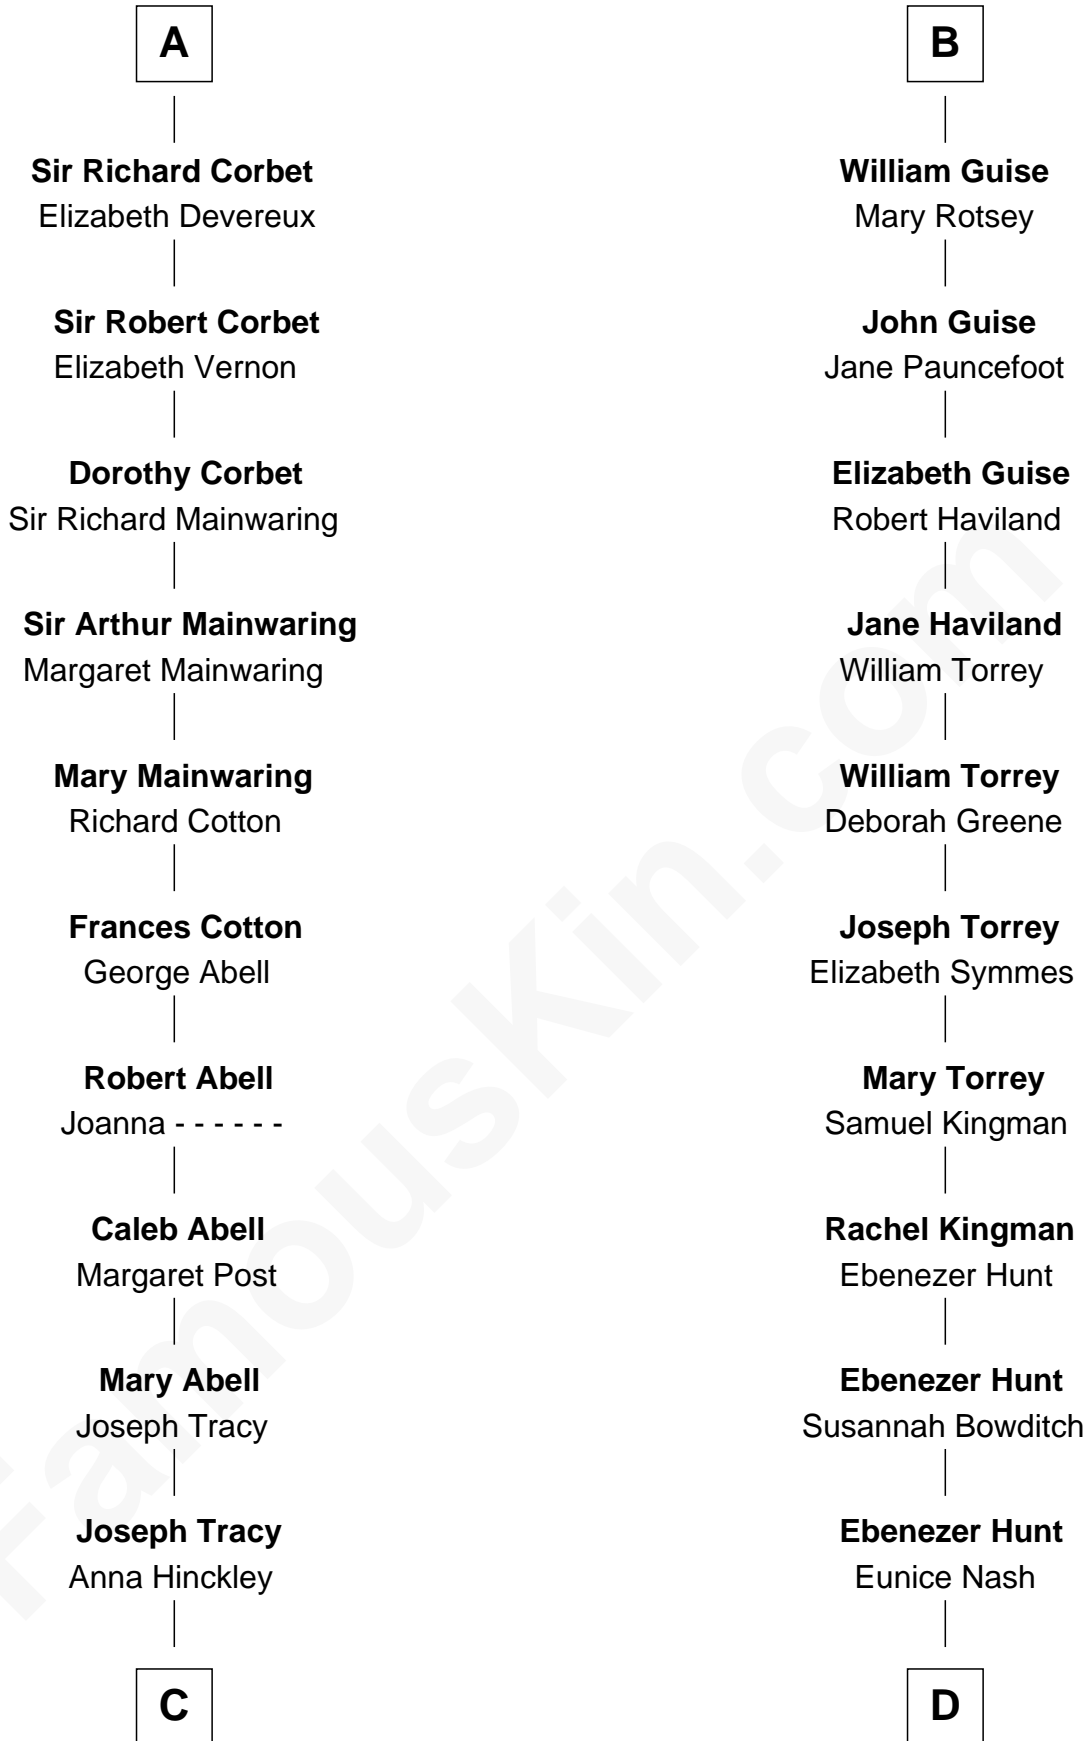 A
Sir Richard Corbet
Elizabeth Devereux
Sir Robert Corbet
Elizabeth Vernon
Dorothy Corbet
Sir Richard Mainwaring
Sir Arthur Mainwaring
Margaret Mainwaring
Mary Mainwaring
Richard Cotton
Frances Cotton
George Abell
Robert Abell
Joanna - - - - - -
Caleb Abell
Margaret Post
Mary Abell
Joseph Tracy
Joseph Tracy
Anna Hinckley
C
B
William Guise
Mary Rotsey
John Guise
Jane Pauncefoot
Elizabeth Guise
Robert Haviland
Jane Haviland
William Torrey
William Torrey
Deborah Greene
Joseph Torrey
Elizabeth Symmes
Mary Torrey
Samuel Kingman
Rachel Kingman
Ebenezer Hunt
Ebenezer Hunt
Susannah Bowditch
Ebenezer Hunt
Eunice Nash
D
FamousKin.com